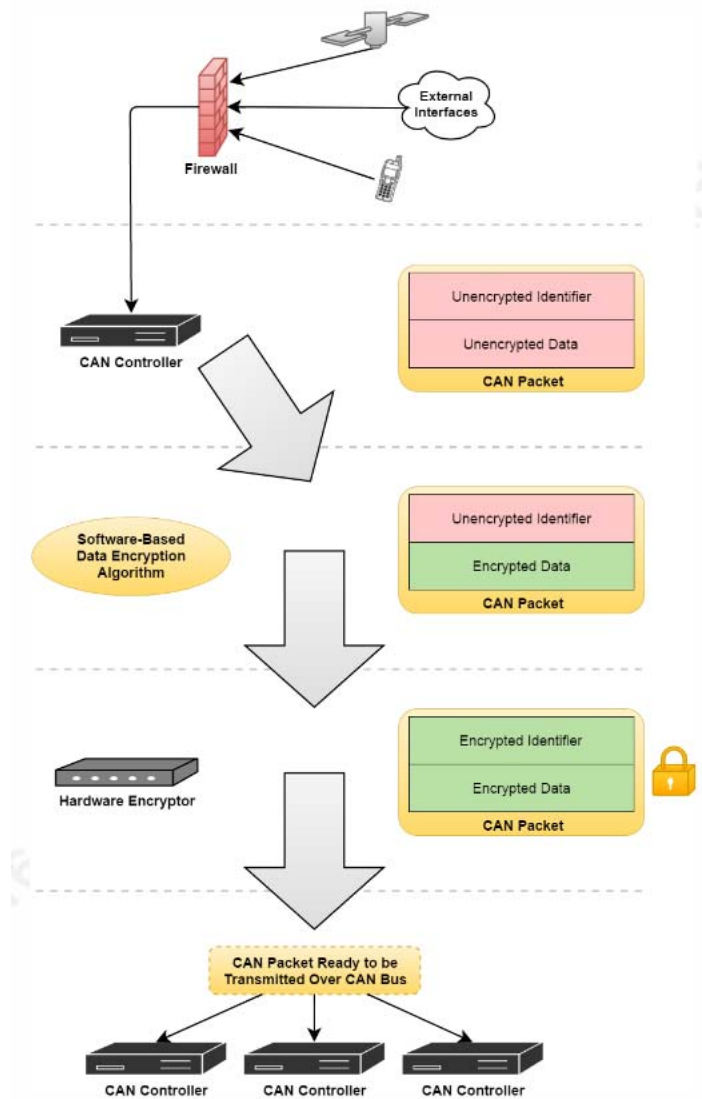 External
Interfaces
Firewall
CAN Controller
Unencrypted Identifier
Unencrypted Data
CAN Packet
Software-Based
Data Encryption
Algorithm
Unencrypted Identifier
Encrypted Data
CAN Packet
Hardware Encryptor
Encrypted Identifier
Encrypted Data
CAN Packet
CAN Packet Ready to be
Transmitted Over CAN Bus
CAN Controller
CAN Controller
CAN Controller